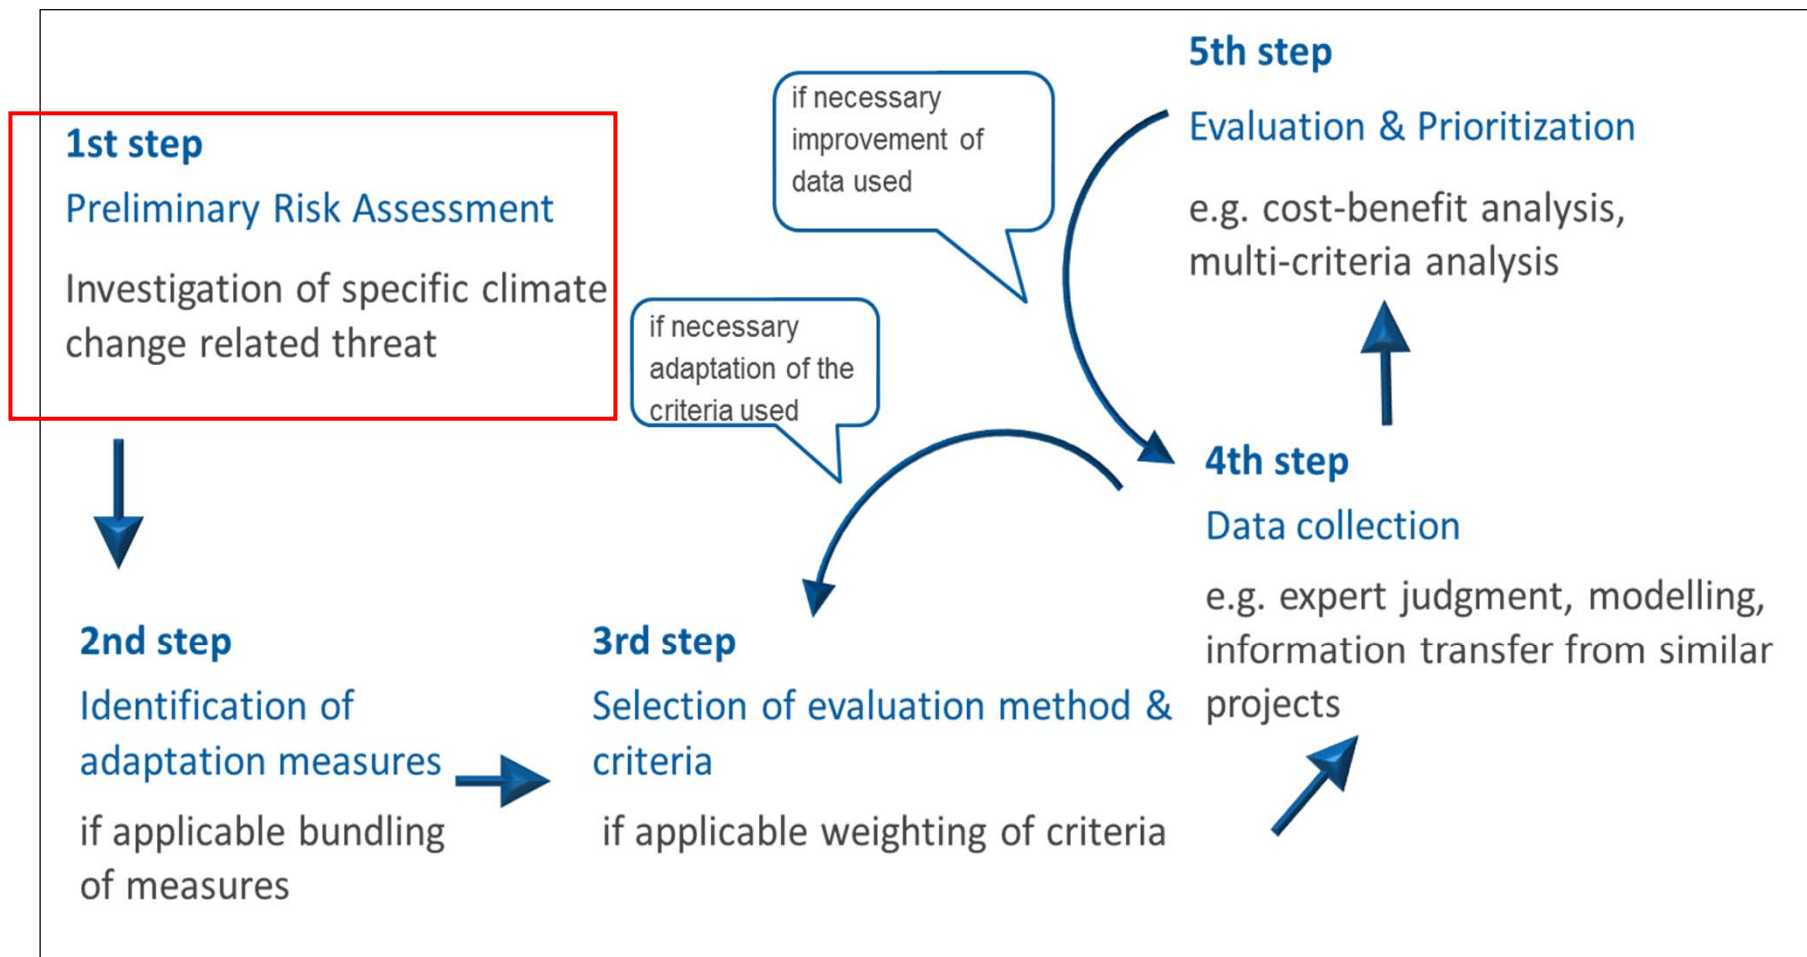 1st step
Preliminary Risk Assessment
Investigation of specific climate
change related threat
2nd step
Identification of
adaptation measures
if applicable bundling
of measures
3rd step
Selection of evaluation method &
criteria
if applicable weighting of criteria
if necessary
adaptation of the
criteria used
4th step
Data collection
e.g. expert judgment, modelling,
information transfer from similar
projects
if necessary
improvement of
data used
5th step
Evaluation & Prioritization
e.g. cost-benefit analysis,
multi-criteria analysis